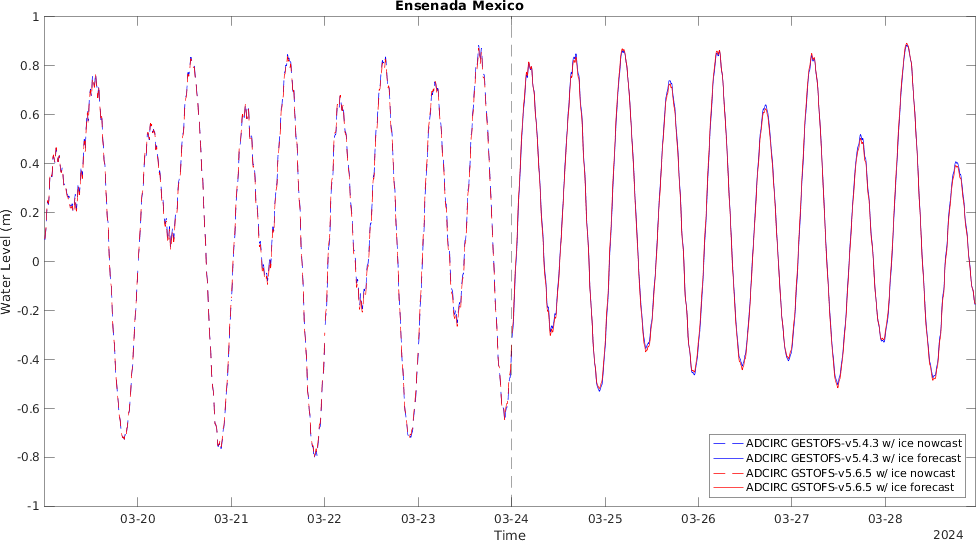 Ensenada Mexico
1
0.8
0.6
0.4
0.2
0
-0.2
-0.4
-0.6
-0.8
-1
Water Level (m)
ADCIRC GESTOFS-v5.4.3 w/ ice nowcast
ADCIRC GESTOFS-v5.4.3 w/ ice forecast
ADCIRC GSTOFS-v5.6.5 w/ ice nowcast
ADCIRC GSTOFS-v5.6.5 w/ ice forecast
03-20 03-21 03-22 03-23 03-24 03-25 03-26 03-27 03-28
Time
2024